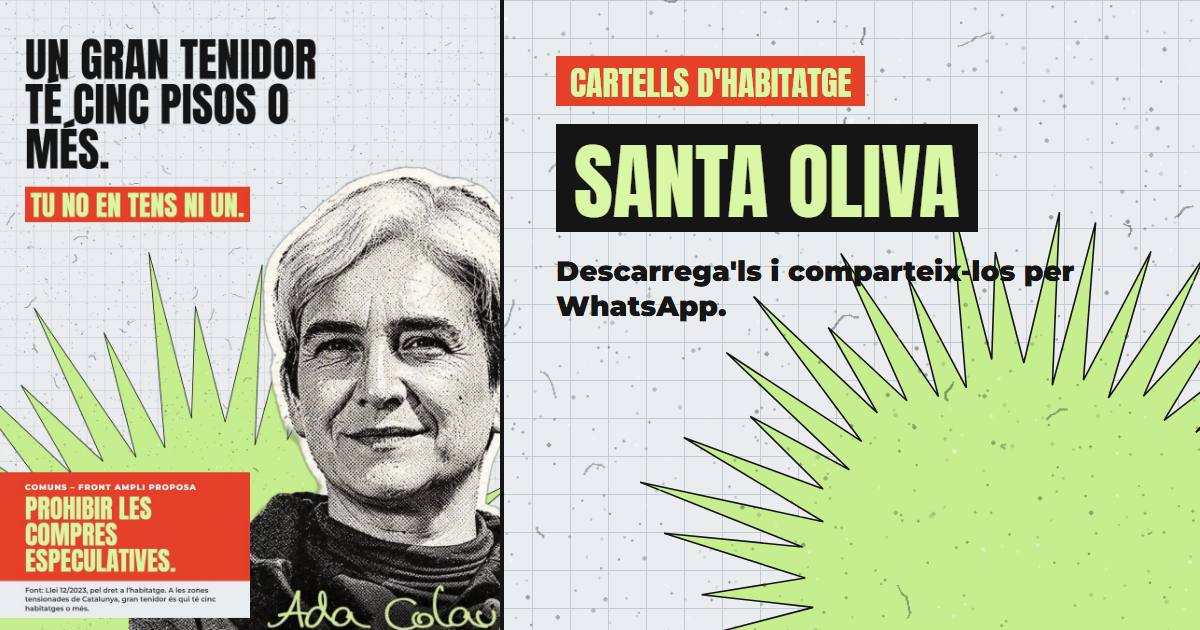 UN GRAN TENIDOR
TÉ CINC PISOS O
MÉS.
TU NO EN TENS NI UN.
COMUNS – FRONT AMPLI PROPOSA
PROHIBIR LES
COMPRES
ESPECULATIVES.
Font: Llei 12/2023, pel dret a l'habitatge. A les zones
tensionades de Catalunya, gran tenidor és qui té cinc
habitatges o més.
Ada Colau
CARTELLS D'HABITATGE
SANTA OLIVA
Descarrega'ls i comparteix-los per
WhatsApp.